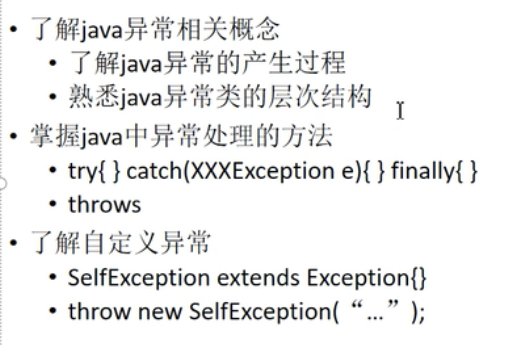 • 了解java异常相关概念
• 了解java异常的产生过程
• 熟悉java异常类的层次结构
• 掌握java中异常处理的方法
• try{ } catch(XXXException e){ } finally{ }
• throws
• 了解自定义异常
• SelfException extends Exception{}
• throw new SelfException( “…” );